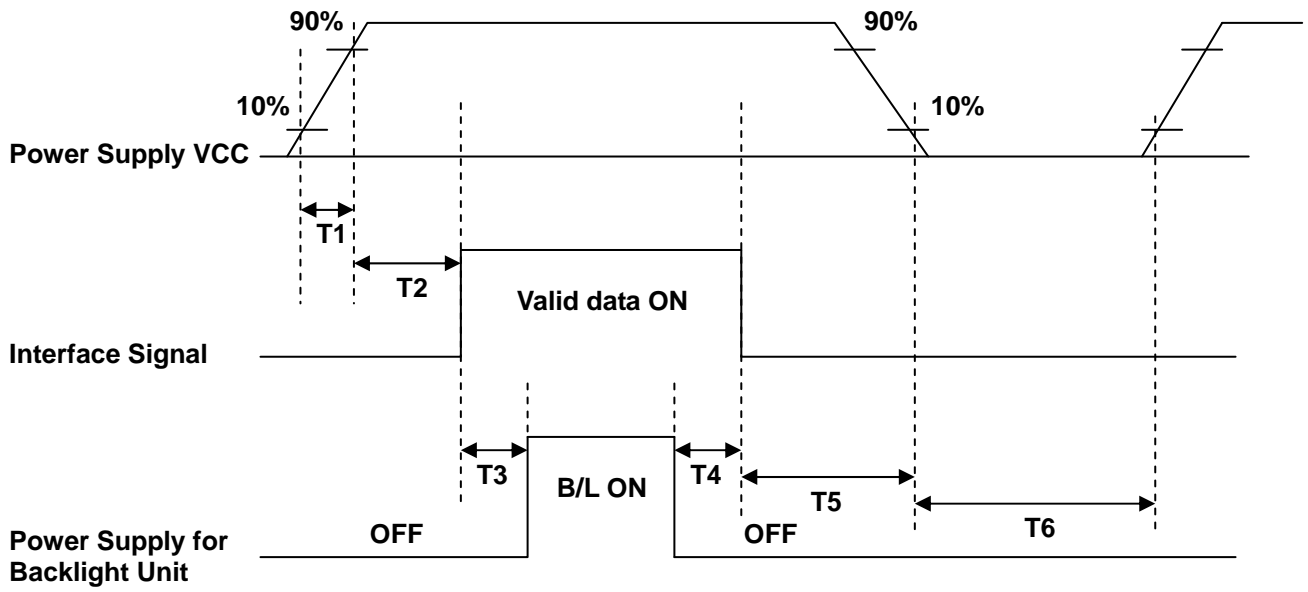 90%
90%
10%
10%
Power Supply VCC
T1
T2
Valid data ON
Interface Signal
T3
T4
B/L ON
T5
T6
OFF
OFF
Power Supply for
Backlight Unit